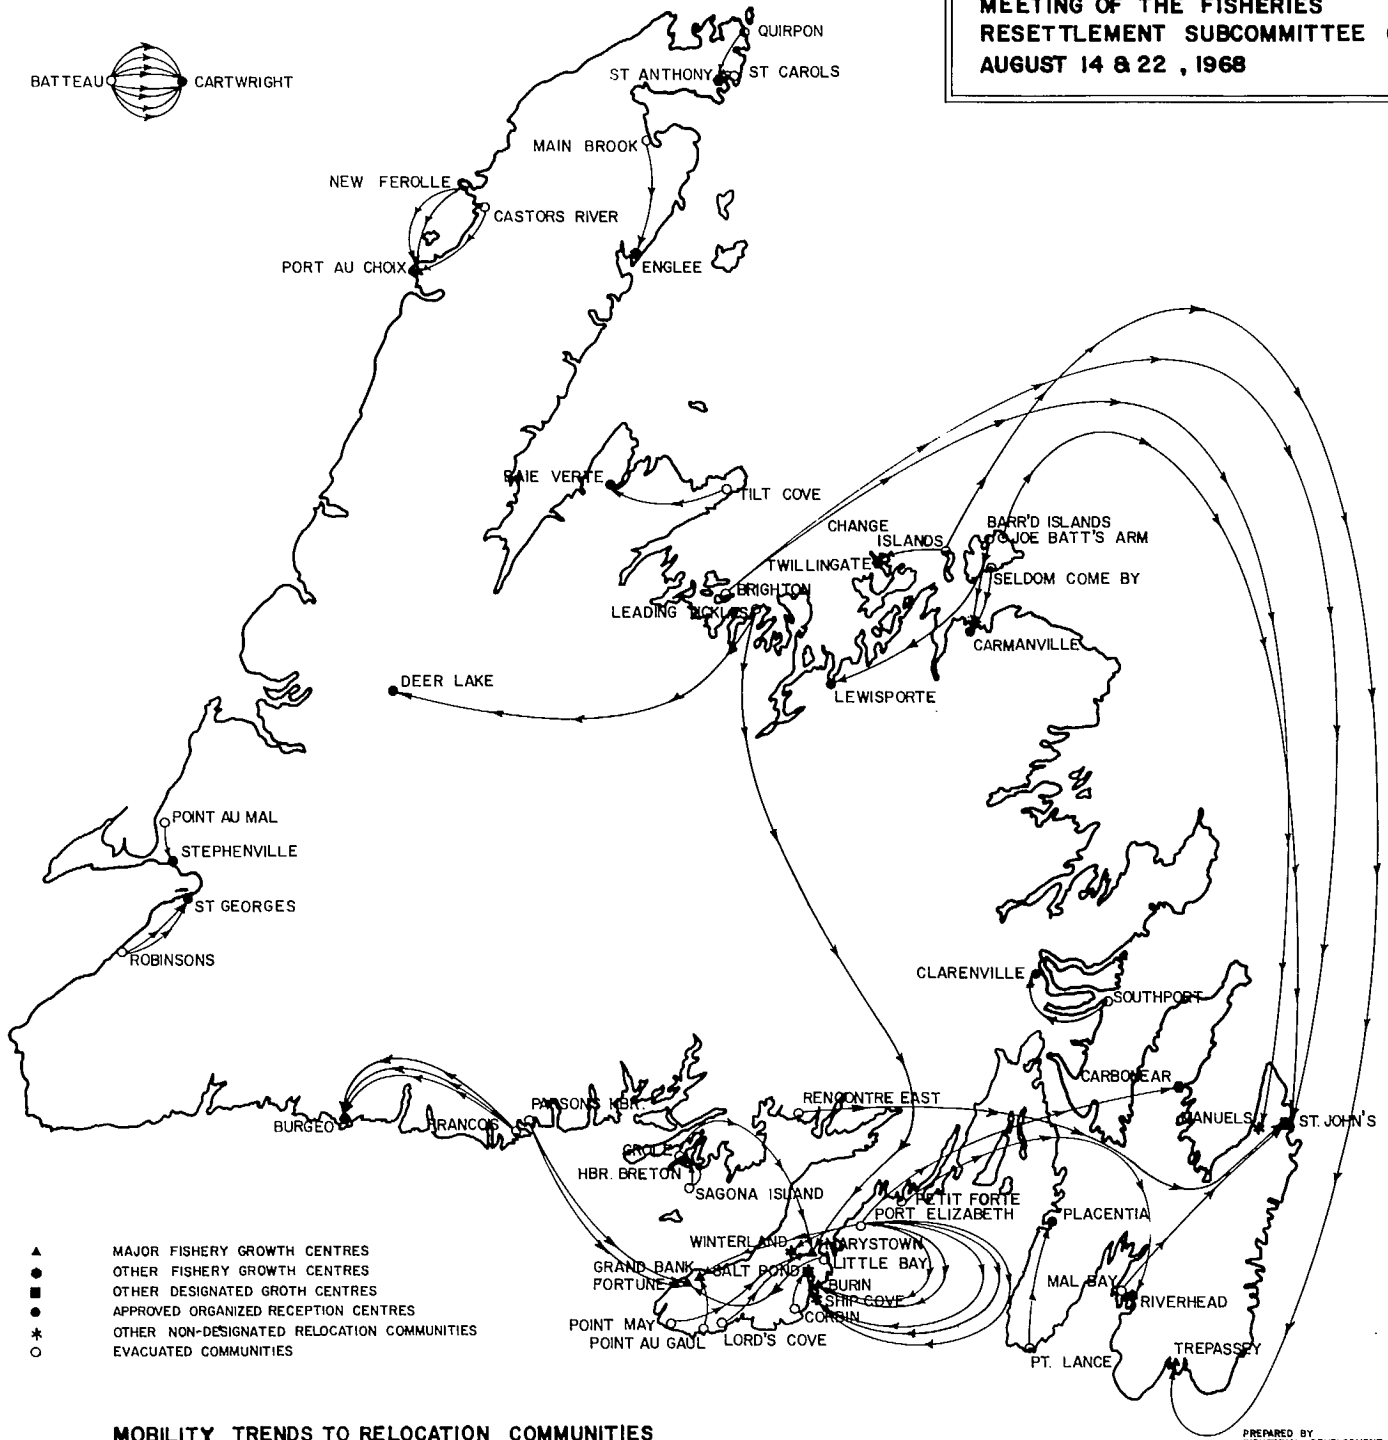 MEETING OF THE FISHERIES
RESETTLEMENT SUBCOMMITTEE
AUGUST 14 & 22 , 1968
QUIRPON
ST ANTHONY
ST CAROLS
BATTEAU
CARTWRIGHT
MAIN BROOK
NEW FEROLLE
CASTORS RIVER
PORT AU CHOIX
ENGLEE
BAIE VERTE
TILT COVE
CHANGE
ISLANDS
BARR'D ISLANDS
JOE BATT'S ARM
TWILLINGATE
SELDOM COME BY
BRIGHTON
LEADING TICKLES
CARMANVILLE
DEER LAKE
LEWISPORTE
POINT AU MAL
STEPHENVILLE
ST GEORGES
ROBINSONS
CLARENVILLE
SOUTHPORT
CARBONEAR
PARSONS HBR.
RENCONTRE EAST
BURGEO
FRANCOIS
MANUELS
ST. JOHN'S
GROLE
HBR. BRETON
SAGONA ISLAND
PETIT FORTE
PORT ELIZABETH
PLACENTIA
WINTERLAND
MARYSTOWN
LITTLE BAY
GRAND BANK
SALT POND
FORTUNE
BURIN
SHIP COVE
MAL BAY
RIVERHEAD
CORBIN
POINT MAY
LORD'S COVE
POINT AU GAUL
PT. LANCE
TREPASSEY
MAJOR FISHERY GROWTH CENTRES
OTHER FISHERY GROWTH CENTRES
OTHER DESIGNATED GROTH CENTRES
APPROVED ORGANIZED RECEPTION CENTRES
OTHER NON-DESIGNATED RELOCATION COMMUNITIES
EVACUATED COMMUNITIES
MOBILITY TRENDS TO RELOCATION COMMUNITIES
PREPARED BY